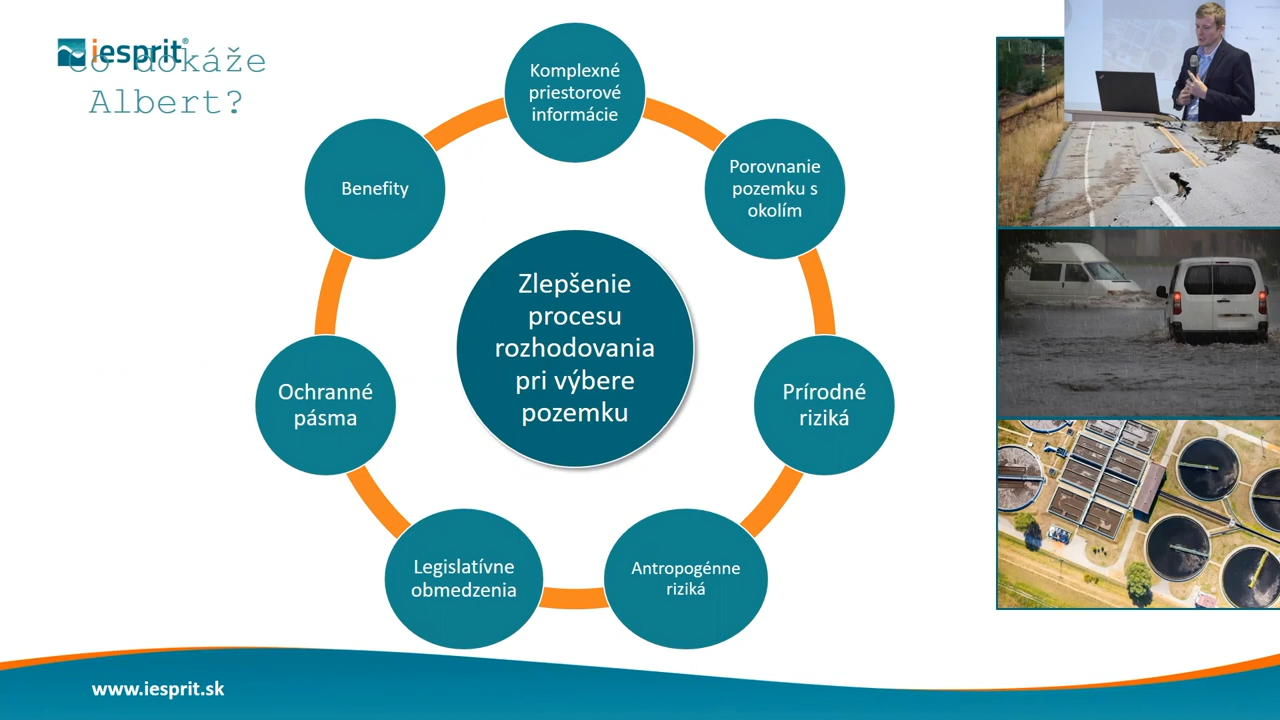 iesprit®
čo dokáže
Albert?
Komplexné
priestorové
informácie
Porovnanie
pozemku s
okolím
Prírodné
riziká
Antropogénne
riziká
Legislatívne
obmedzenia
Ochranné
pásma
Benefity
Zlepšenie
procesu
rozhodovania
pri výbere
pozemku
www.iesprit.sk